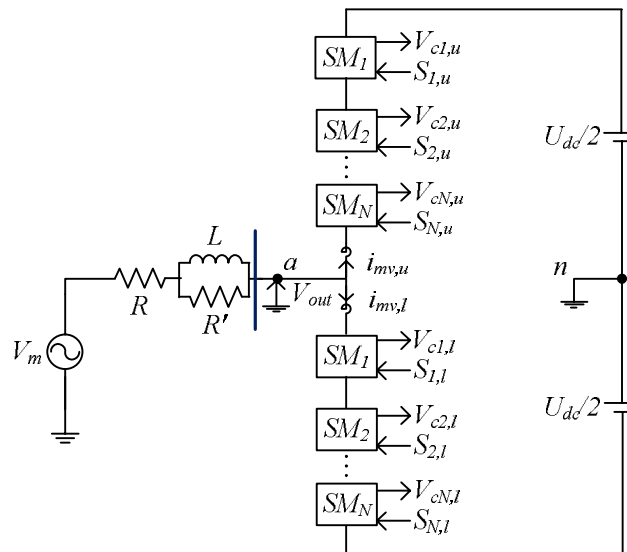 SM1
Vc1,u
S1,u
SM2
Vc2,u
S2,u
SMN
VcN,u
SN,u
Udc/2
L
a
imv,u
n
R
R'
Vout
imv,l
Vm
SM1
Vc1,l
S1,l
Udc/2
SM2
Vc2,l
S2,l
SMN
VcN,l
SN,l